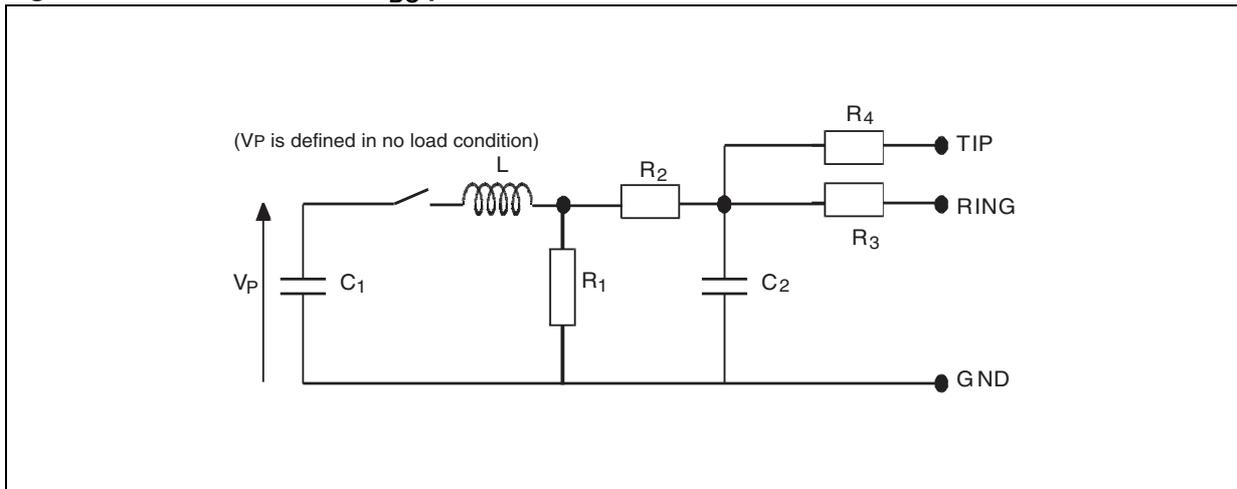 (VP is defined in no load condition)
L
R4
TIP
R2
RING
R3
VP
C1
R1
C2
GND